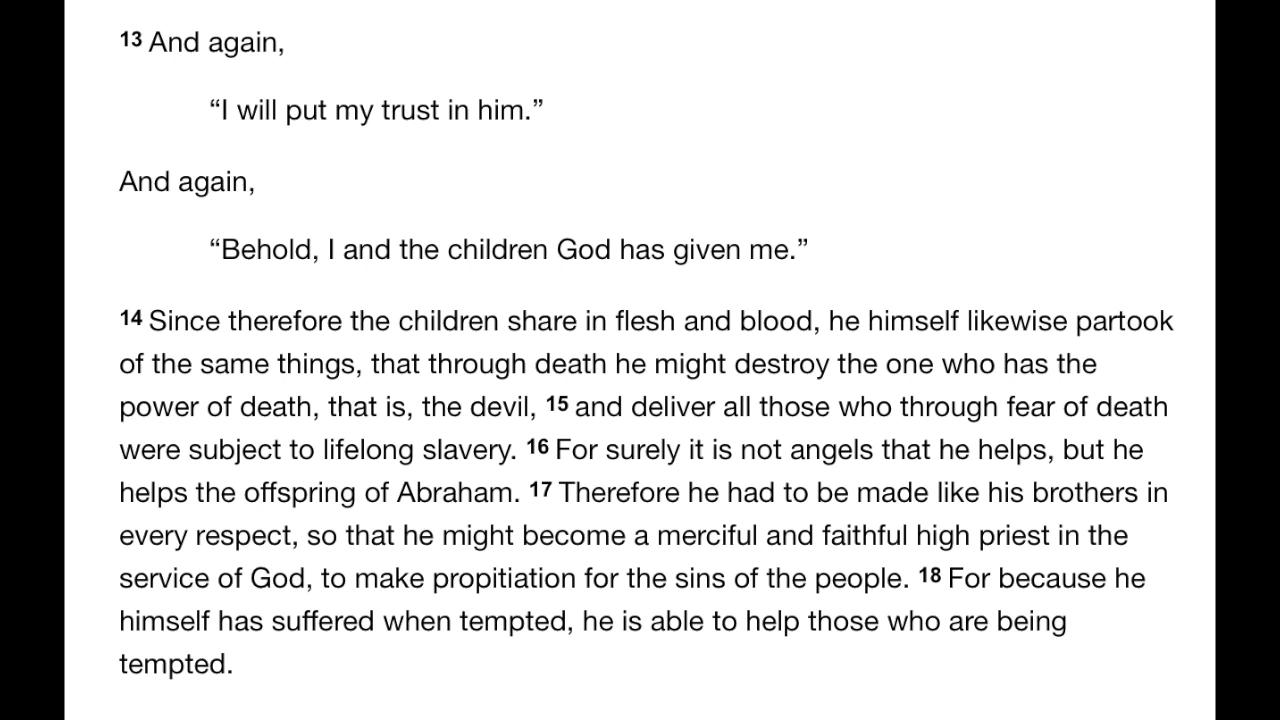 13 And again,
“I will put my trust in him.”
And again,
“Behold, I and the children God has given me.”
14 Since therefore the children share in flesh and blood, he himself likewise partook
of the same things, that through death he might destroy the one who has the
power of death, that is, the devil, 15 and deliver all those who through fear of death
were subject to lifelong slavery. 16 For surely it is not angels that he helps, but he
helps the offspring of Abraham. 17 Therefore he had to be made like his brothers in
every respect, so that he might become a merciful and faithful high priest in the
service of God, to make propitiation for the sins of the people. 18 For because he
himself has suffered when tempted, he is able to help those who are being
tempted.